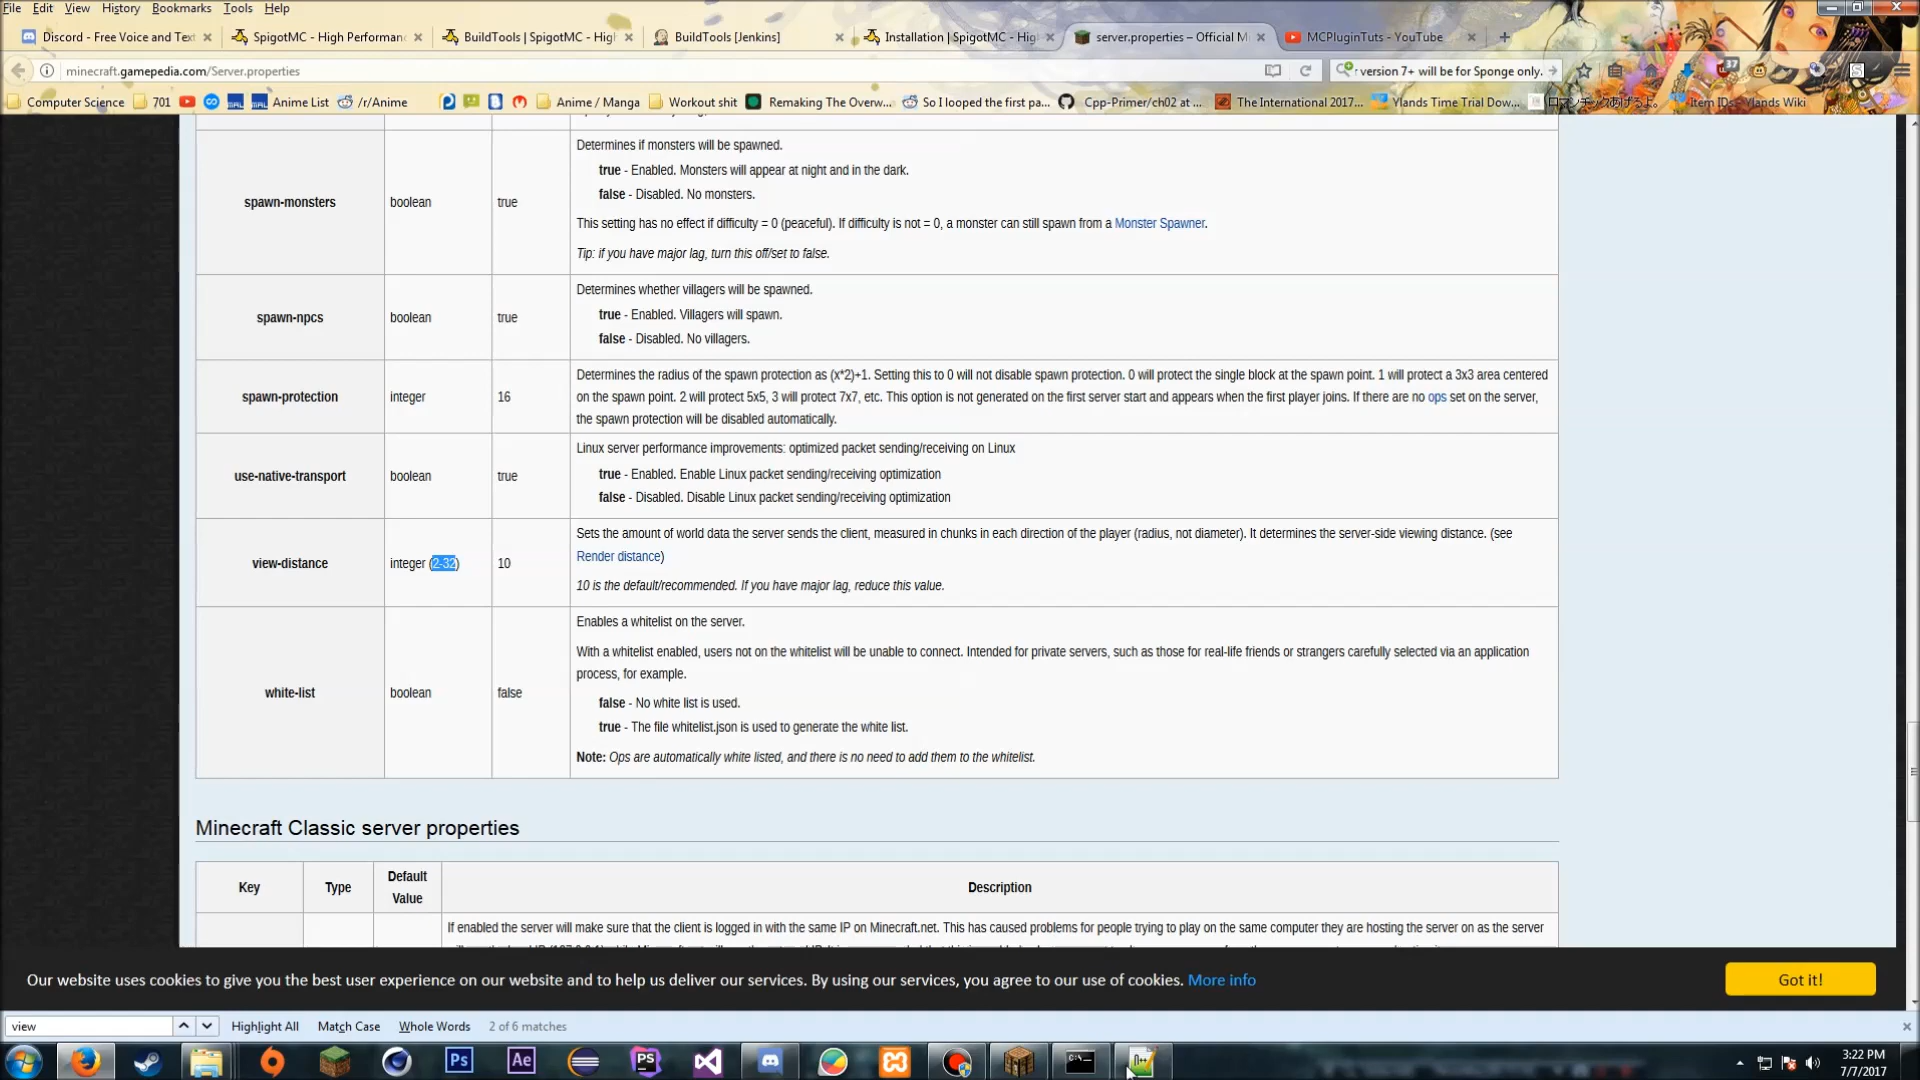 File Edit View History Bookmarks Tools Help
Discord - Free Voice and Tex
SpigotMC - High Performanc
BuildTools | SpigotMC - High
BuildTools [Jenkins]
Installation | SpigotMC - Hig
server.properties – Official M
MCPluginTuts - YouTube
minecraft.gamepedia.com/Server.properties
version 7+ will be for Sponge only.
37
Computer Science
701
Anime List
/r/Anime
Anime / Manga
Workout shit
Remaking The Overw...
So I looped the first pa...
Cpp-Primer/ch02 at ...
The International 2017...
Ylands Time Trial Dow...
ロマンチックあげるよ。
Item IDs - Ylands Wiki
spawn-monsters boolean true
Determines if monsters will be spawned.
true - Enabled. Monsters will appear at night and in the dark.
false - Disabled. No monsters.
This setting has no effect if difficulty = 0 (peaceful). If difficulty is not = 0, a monster can still spawn from a Monster Spawner.
Tip: if you have major lag, turn this off/set to false.
spawn-npcs boolean true
Determines whether villagers will be spawned.
true - Enabled. Villagers will spawn.
false - Disabled. No villagers.
spawn-protection integer 16
Determines the radius of the spawn protection as (x*2)+1. Setting this to 0 will not disable spawn protection. 0 will protect the single block at the spawn point. 1 will protect a 3x3 area centered
on the spawn point. 2 will protect 5x5, 3 will protect 7x7, etc. This option is not generated on the first server start and appears when the first player joins. If there are no ops set on the server,
the spawn protection will be disabled automatically.
use-native-transport boolean true
Linux server performance improvements: optimized packet sending/receiving on Linux
true - Enabled. Enable Linux packet sending/receiving optimization
false - Disabled. Disable Linux packet sending/receiving optimization
view-distance integer (2-32) 10
Sets the amount of world data the server sends the client, measured in chunks in each direction of the player (radius, not diameter). It determines the server-side viewing distance. (see
Render distance)
10 is the default/recommended. If you have major lag, reduce this value.
white-list boolean false
Enables a whitelist on the server.
With a whitelist enabled, users not on the whitelist will be unable to connect. Intended for private servers, such as those for real-life friends or strangers carefully selected via an application
process, for example.
false - No white list is used.
true - The file whitelist.json is used to generate the white list.
Note: Ops are automatically white listed, and there is no need to add them to the whitelist.
Minecraft Classic server properties
Key Type Default Value Description
If enabled the server will make sure that the client is logged in with the same IP on Minecraft.net. This has caused problems for people trying to play on the same computer they are hosting the server on as the server
Our website uses cookies to give you the best user experience on our website and to help us deliver our services. By using our services, you agree to our use of cookies. More info
Got it!
view Highlight All Match Case Whole Words 2 of 6 matches
Ps Ae PS
3:22 PM
7/7/2017